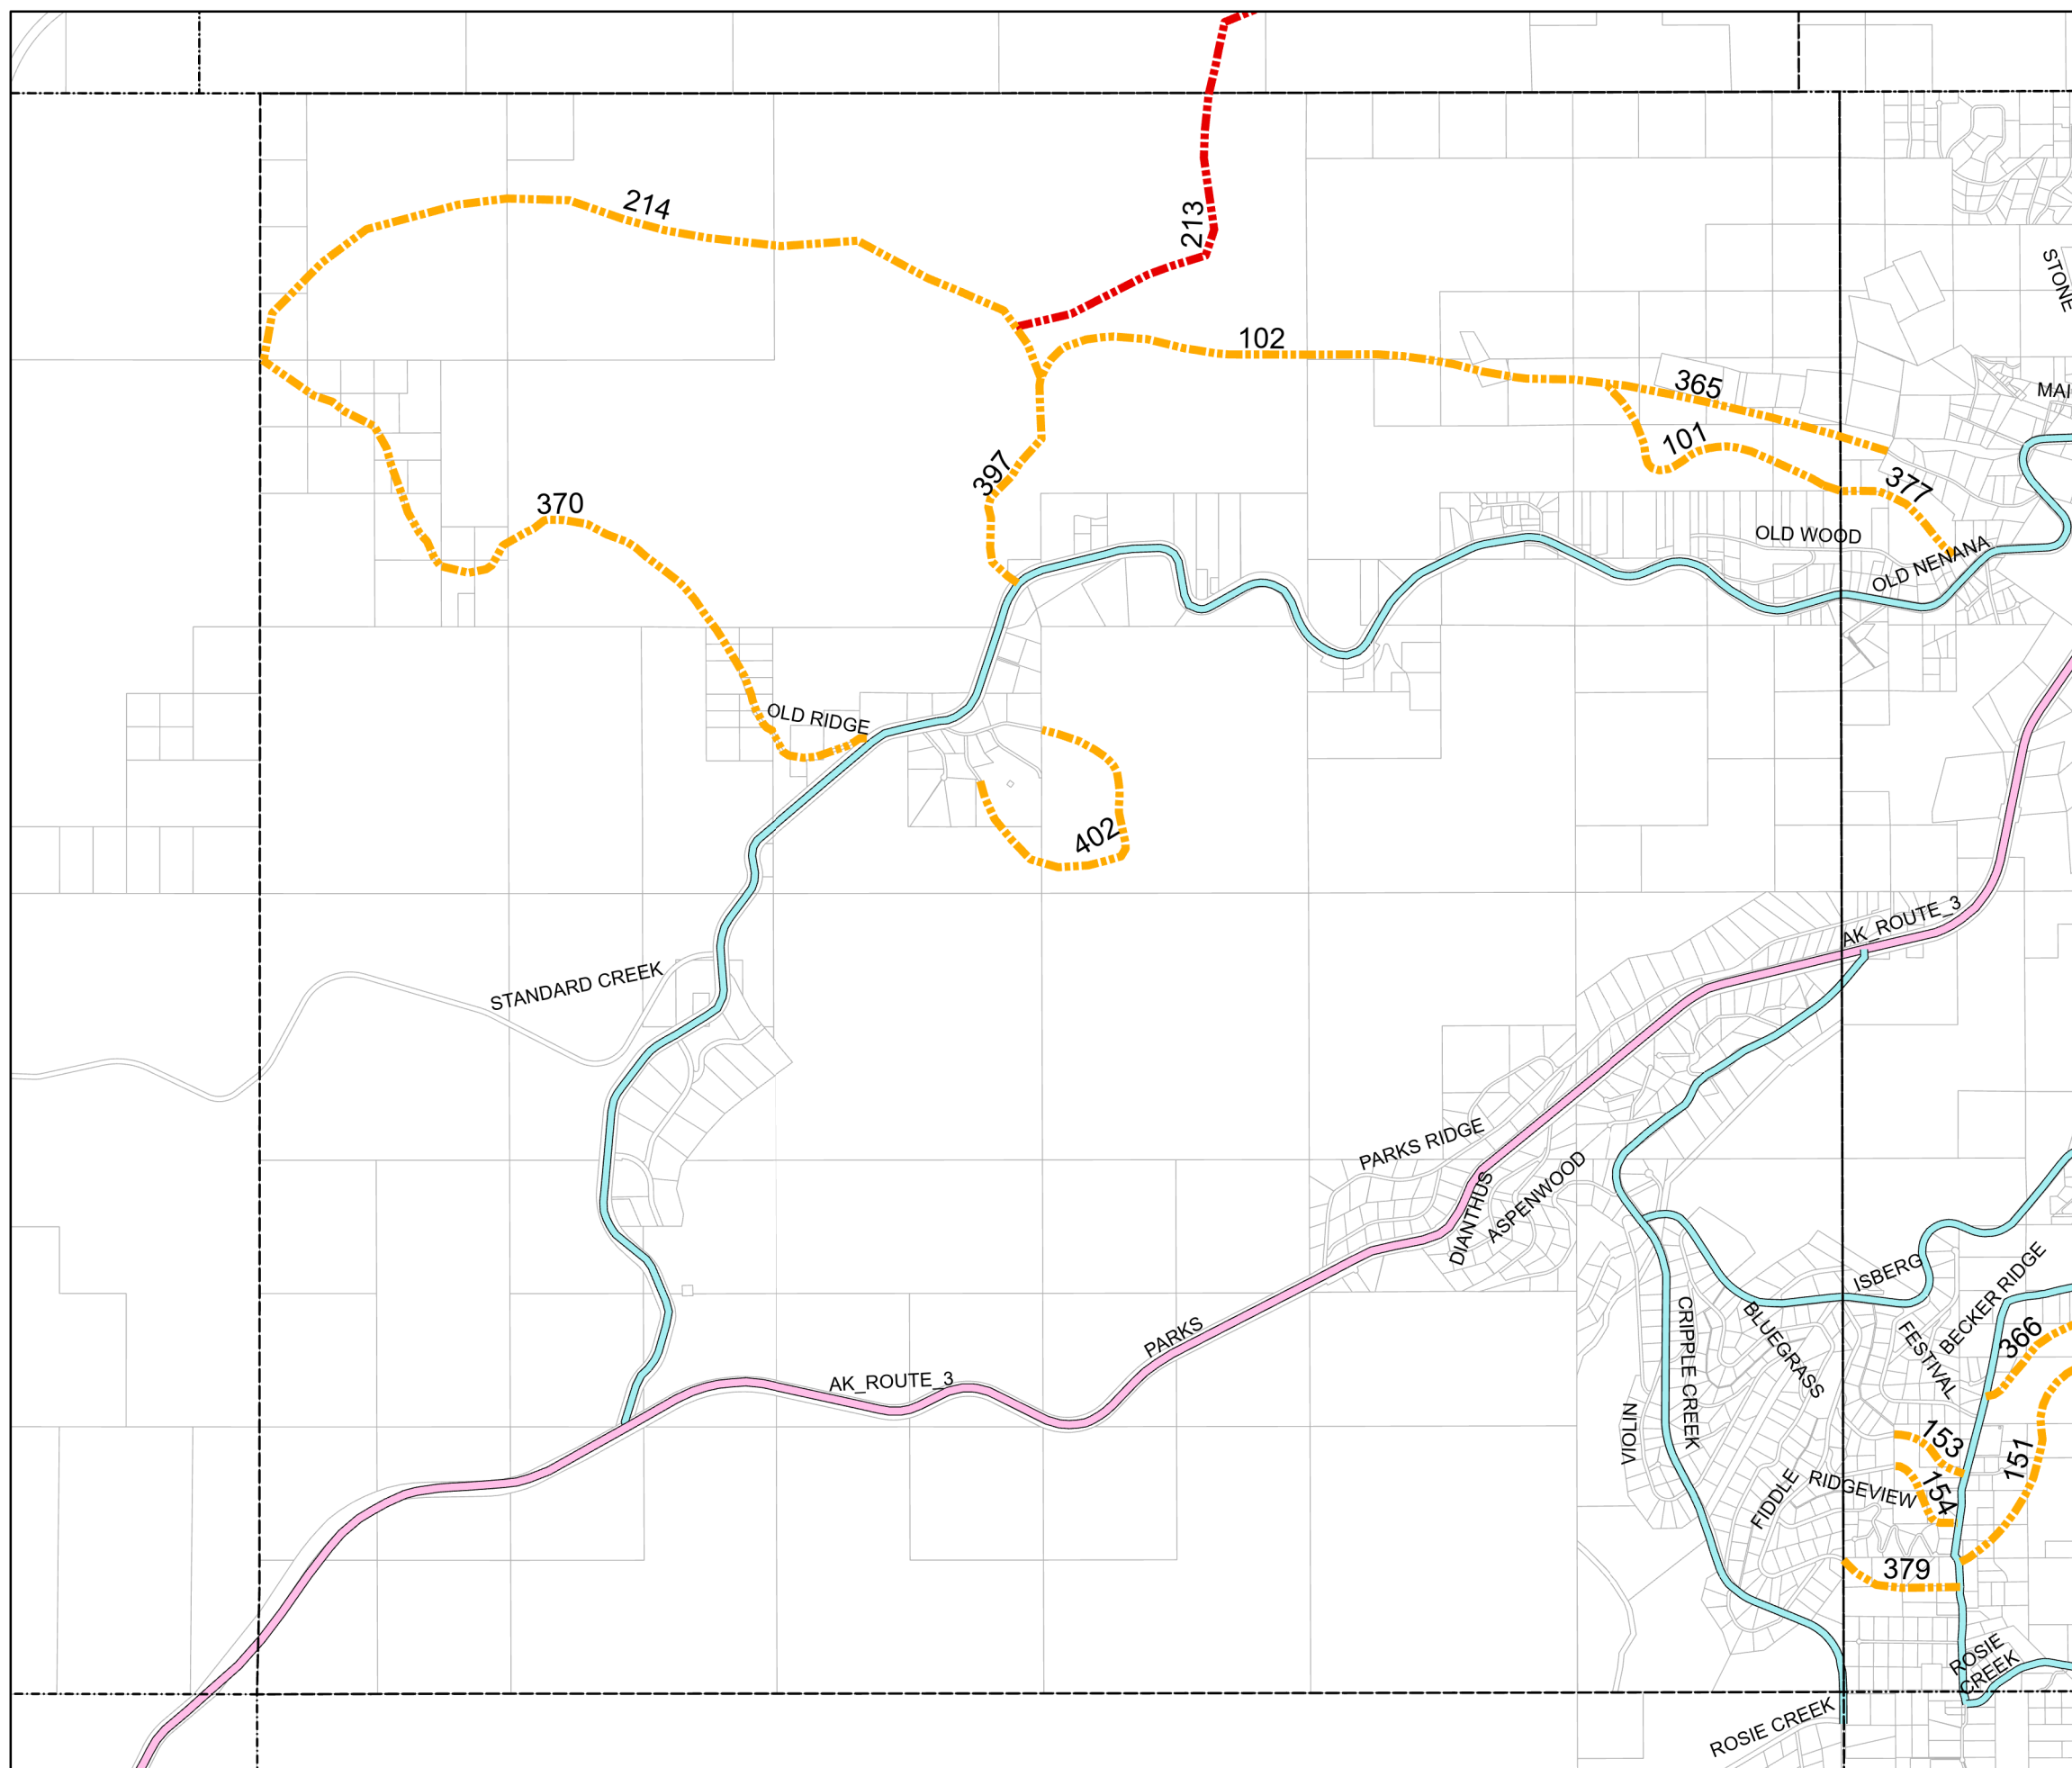 214
213
STONE
102
365
MAI
101
397
377
370
OLD WOOD
OLD NENANA
OLD RIDGE
402
AK_ROUTE_3
STANDARD CREEK
PARKS RIDGE
DIANTHUS
ASPENWOOD
ISBERG
BECKER RIDGE
PARKS
CRIPPLE CREEK
BLUEGRASS
FESTIVAL
366
AK_ROUTE_3
VIOLIN
153
151
FIDDLE
RIDGEVIEW
154
379
ROSIE
CREEK
ROSIE CREEK